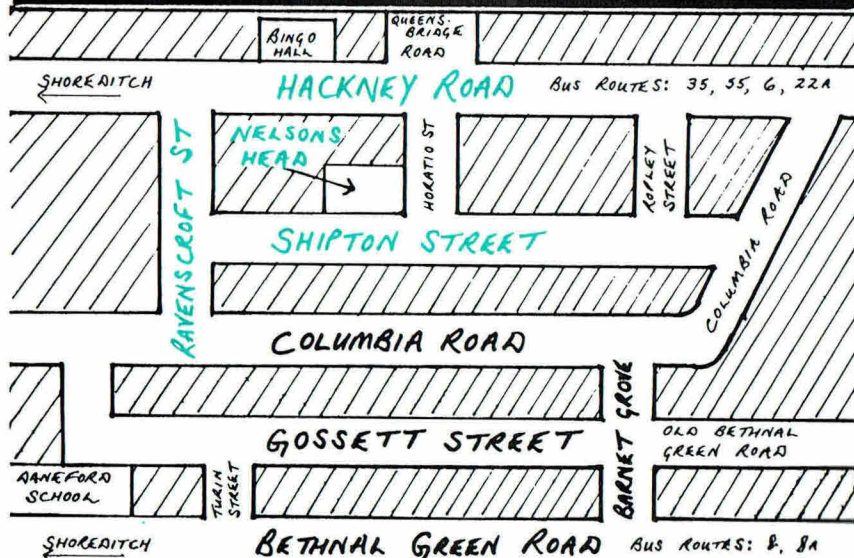 QUEENS-
BRIDGE
ROAD
BINGO
HALL
SHOREDITCH
HACKNEY ROAD
BUS ROUTES: 35, 55, 6, 22A
NELSONS
HEAD
HORATIO ST
ROPLEY
STREET
RAVENSCROFT ST
SHIPTON STREET
COLUMBIA ROAD
COLUMBIA ROAD
GOSSETT STREET
BARNET GROVE
OLD BETHNAL
GREEN ROAD
DANEFORD
SCHOOL
TURIN
STREET
SHOREDITCH
BETHNAL GREEN ROAD
BUS ROUTES: 8, 8A